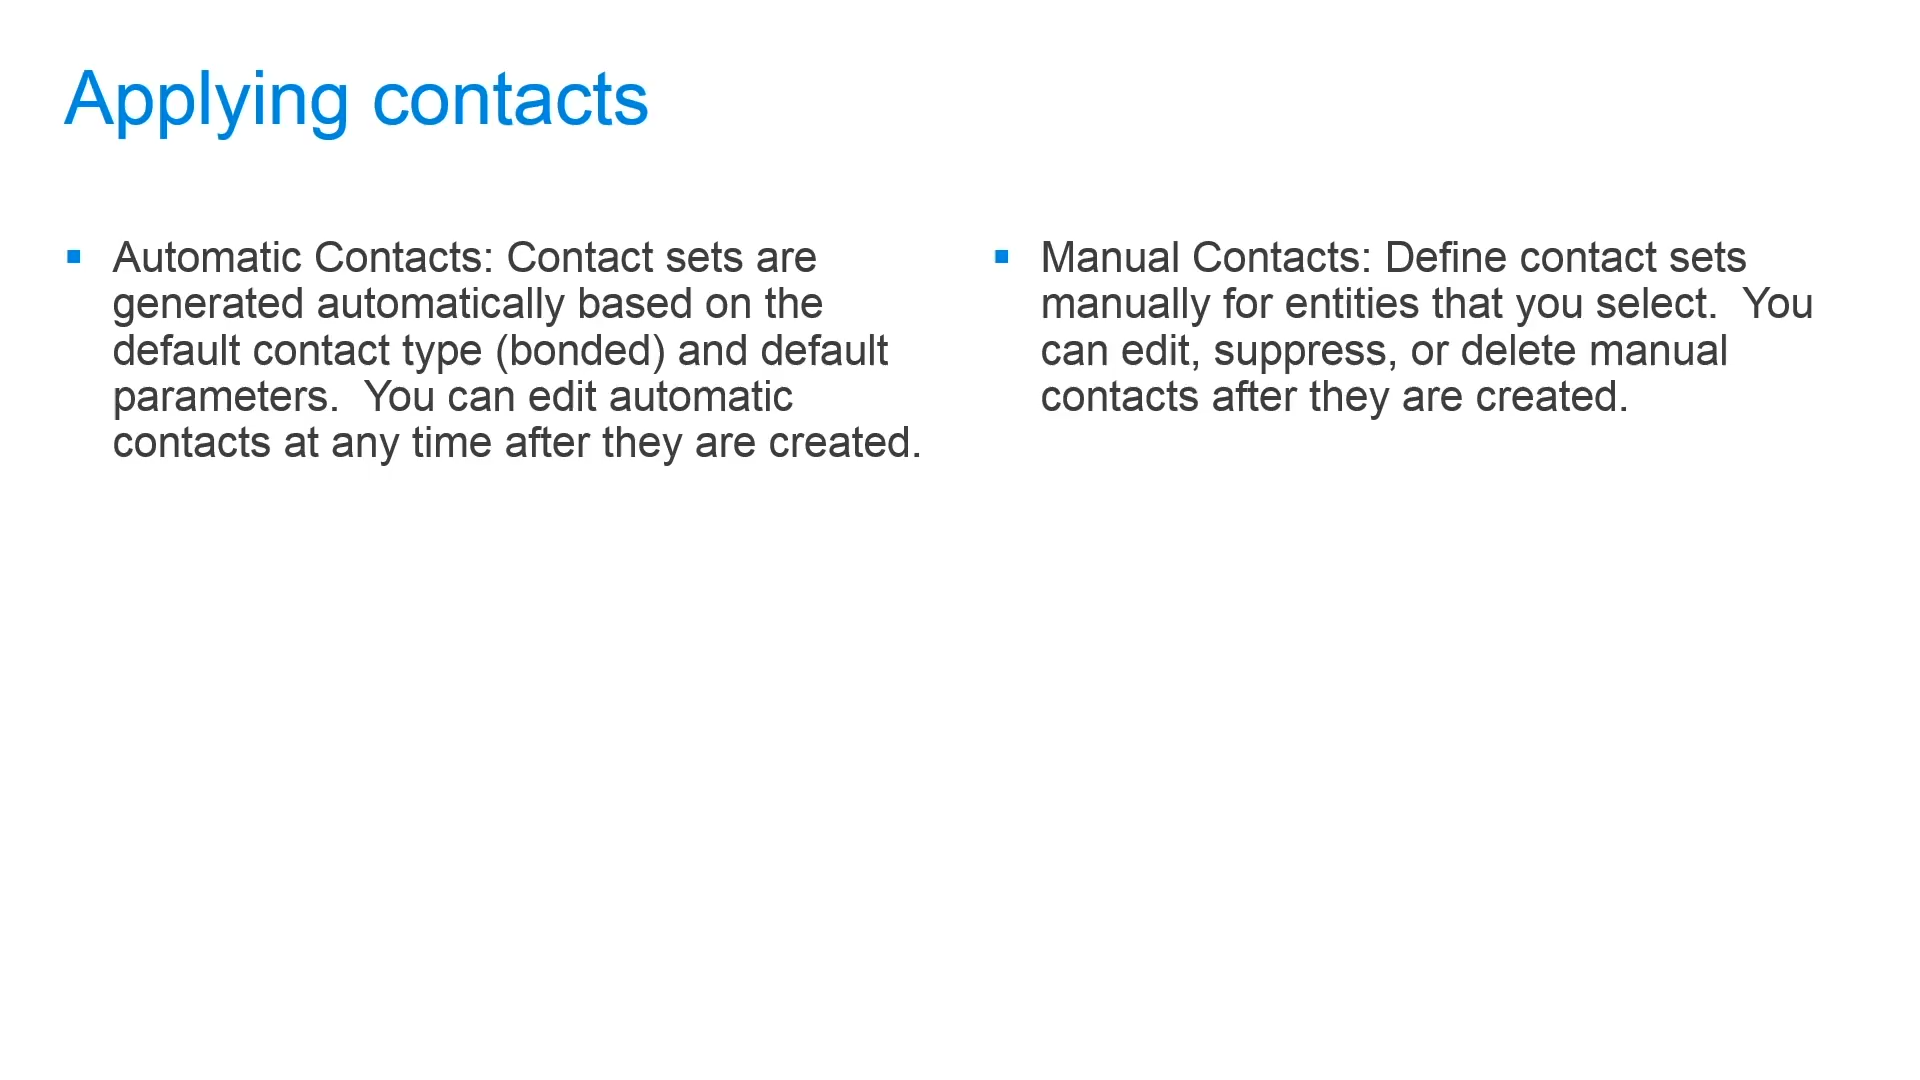 Applying contacts
Automatic Contacts: Contact sets are
generated automatically based on the
default contact type (bonded) and default
parameters.  You can edit automatic
contacts at any time after they are created.
Manual Contacts: Define contact sets
manually for entities that you select.  You
can edit, suppress, or delete manual
contacts after they are created.